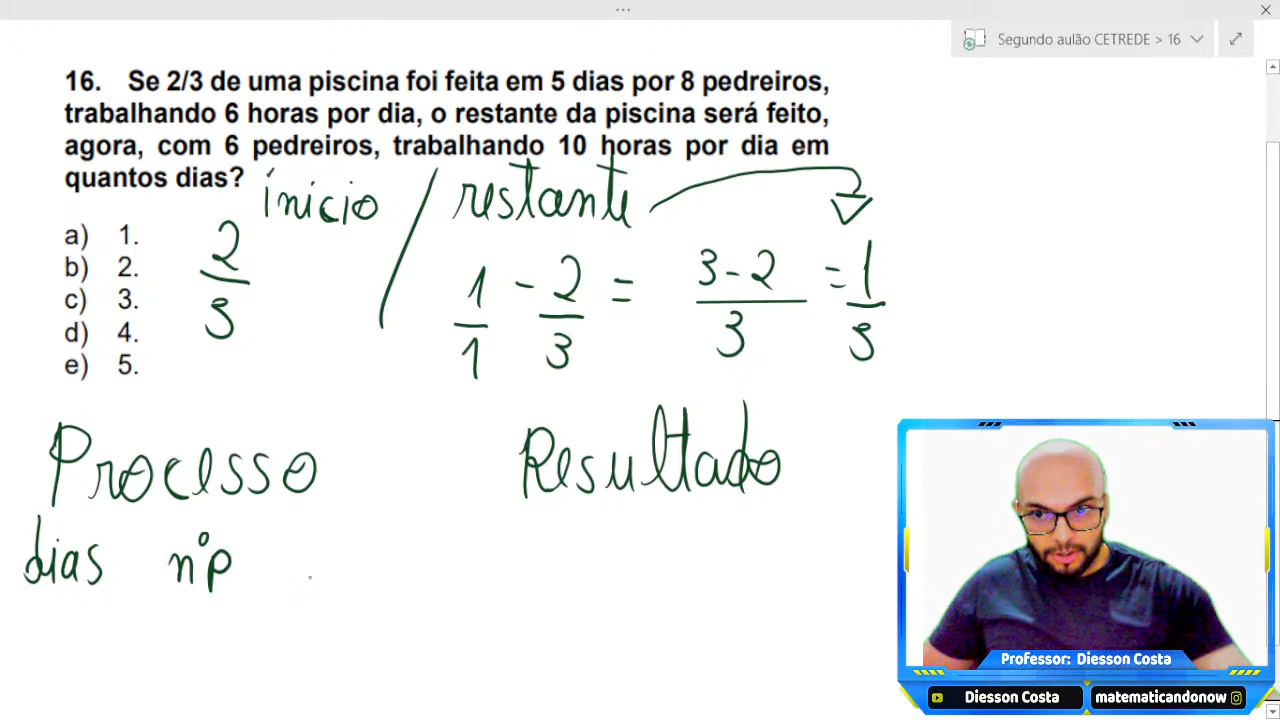 Segundo aulão CETREDE > 16
16. Se 2/3 de uma piscina foi feita em 5 dias por 8 pedreiros,
trabalhando 6 horas por dia, o restante da piscina será feito,
agora, com 6 pedreiros, trabalhando 10 horas por dia em
quantos dias?
a) 1.
b) 2.
c) 3.
d) 4.
e) 5.
início / restante
2/3
1/1 - 2/3 = 3-2/3 = 1/3
Processo Resultado
dias nºp
Professor: Diesson Costa
Diesson Costa matematicandonow